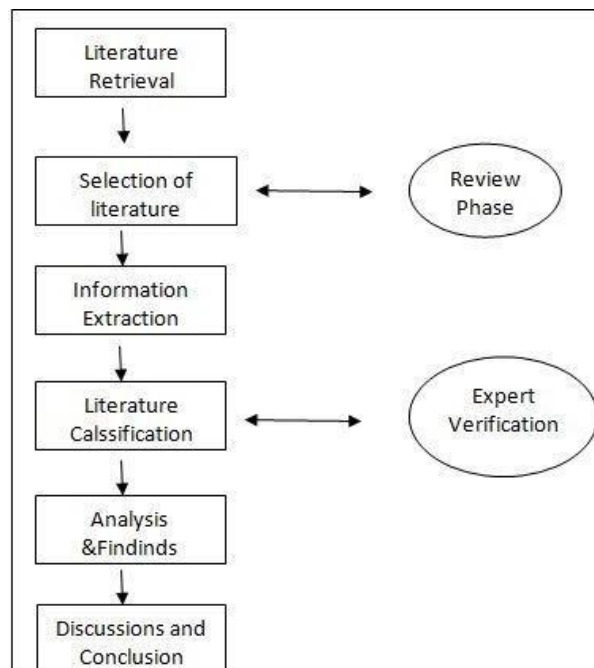 Literature
Retrieval
Selection of
literature
Review
Phase
Information
Extraction
Literature
Calssification
Expert
Verification
Analysis
&Findinds
Discussions and
Conclusion